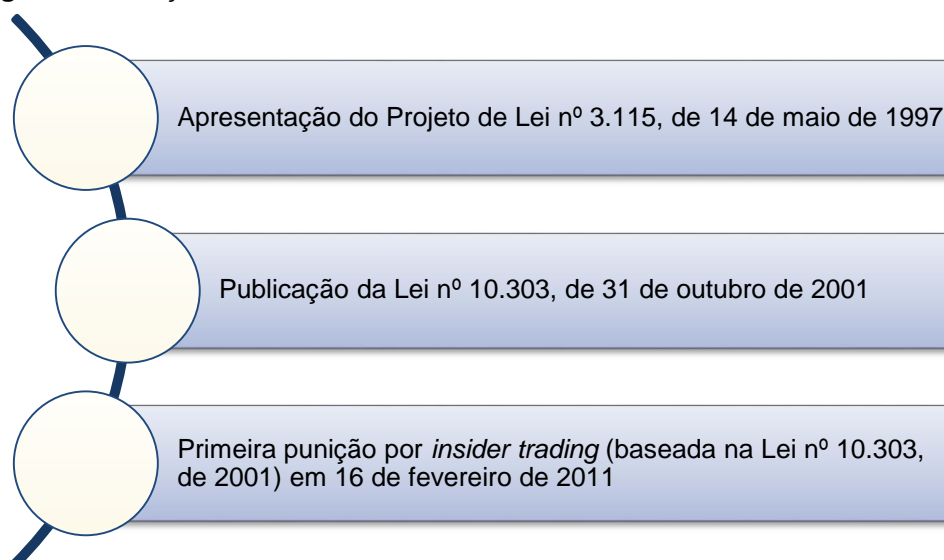 Apresentação do Projeto de Lei nº 3.115, de 14 de maio de 1997
Publicação da Lei nº 10.303, de 31 de outubro de 2001
Primeira punição por insider trading (baseada na Lei nº 10.303,
de 2001) em 16 de fevereiro de 2011